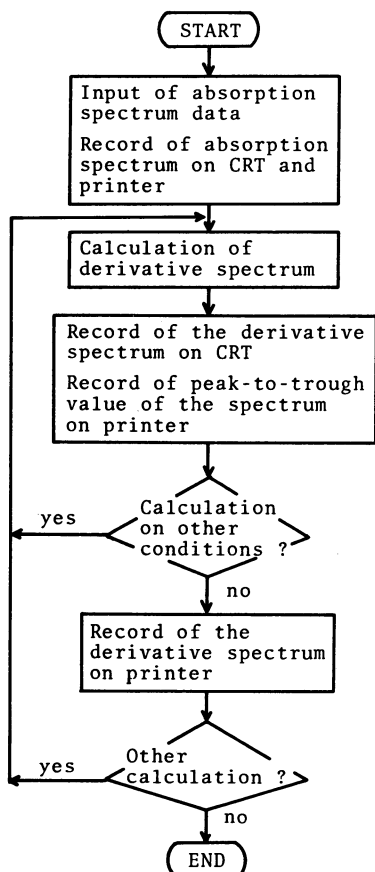 START
Input of absorption
spectrum data
Record of absorption
spectrum on CRT and
printer
Calculation of
derivative spectrum
Record of the derivative
spectrum on CRT
Record of peak-to-trough
value of the spectrum
on printer
yes
Calculation
on other
conditions ?
no
Record of the
derivative spectrum
on printer
yes
Other
calculation ?
no
END